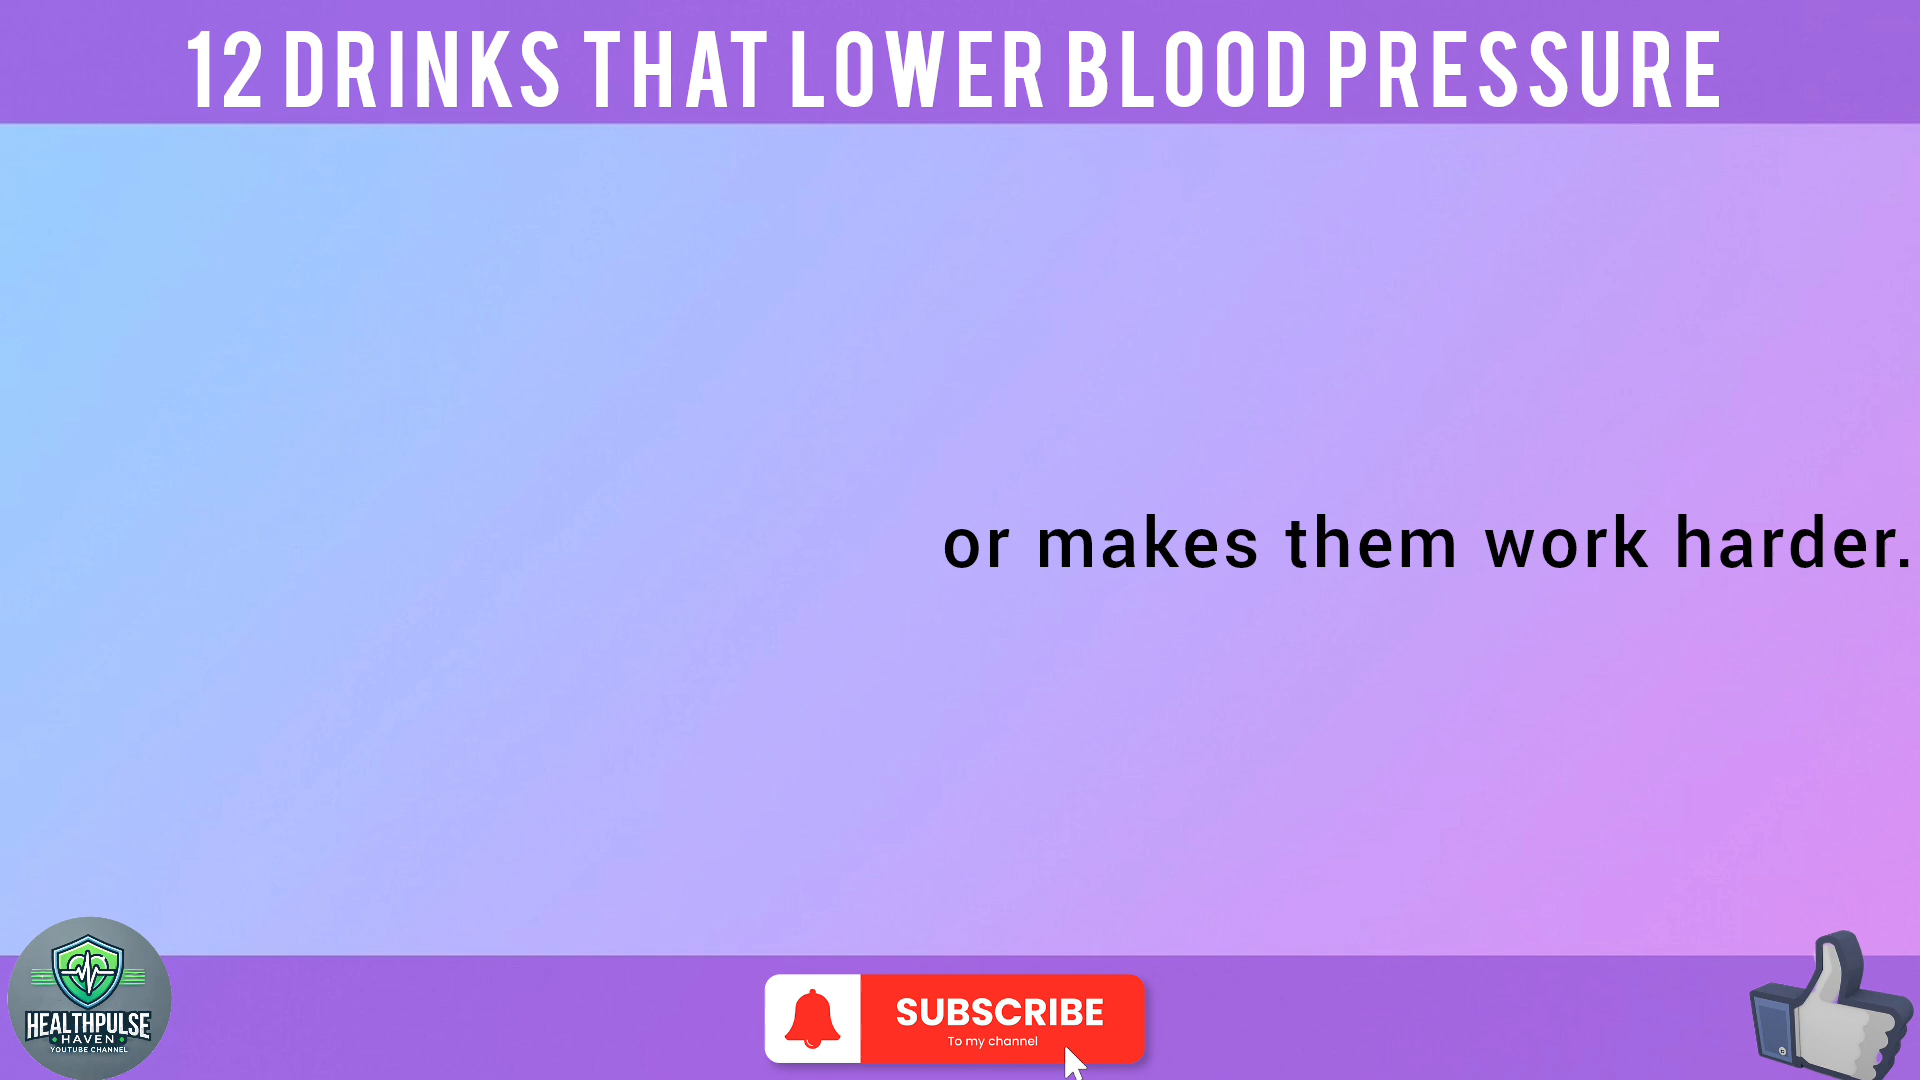 12 DRINKS THAT LOWER BLOOD PRESSURE
or makes them work harder.
HEALTHPULSE
HAVEN
YOUTUBE CHANNEL
SUBSCRIBE
To my channel